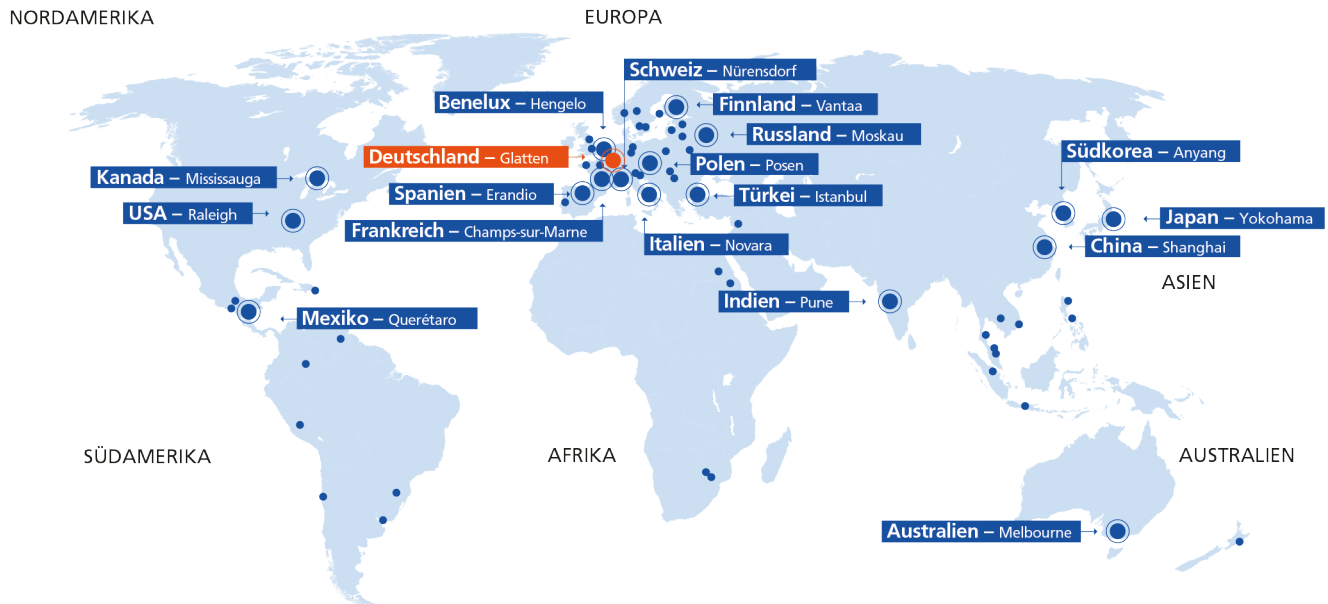 NORDAMERIKA
EUROPA
Schweiz – Nürensdorf
Benelux – Hengelo
Finnland – Vantaa
Russland – Moskau
Deutschland – Glatten
Polen – Posen
Südkorea – Anyang
Kanada – Mississauga
Spanien – Erandio
Türkei – Istanbul
USA – Raleigh
Japan – Yokohama
Frankreich – Champs-sur-Marne
Italien – Novara
China – Shanghai
ASIEN
Indien – Pune
Mexiko – Querétaro
SÜDAMERIKA
AFRIKA
AUSTRALIEN
Australien – Melbourne